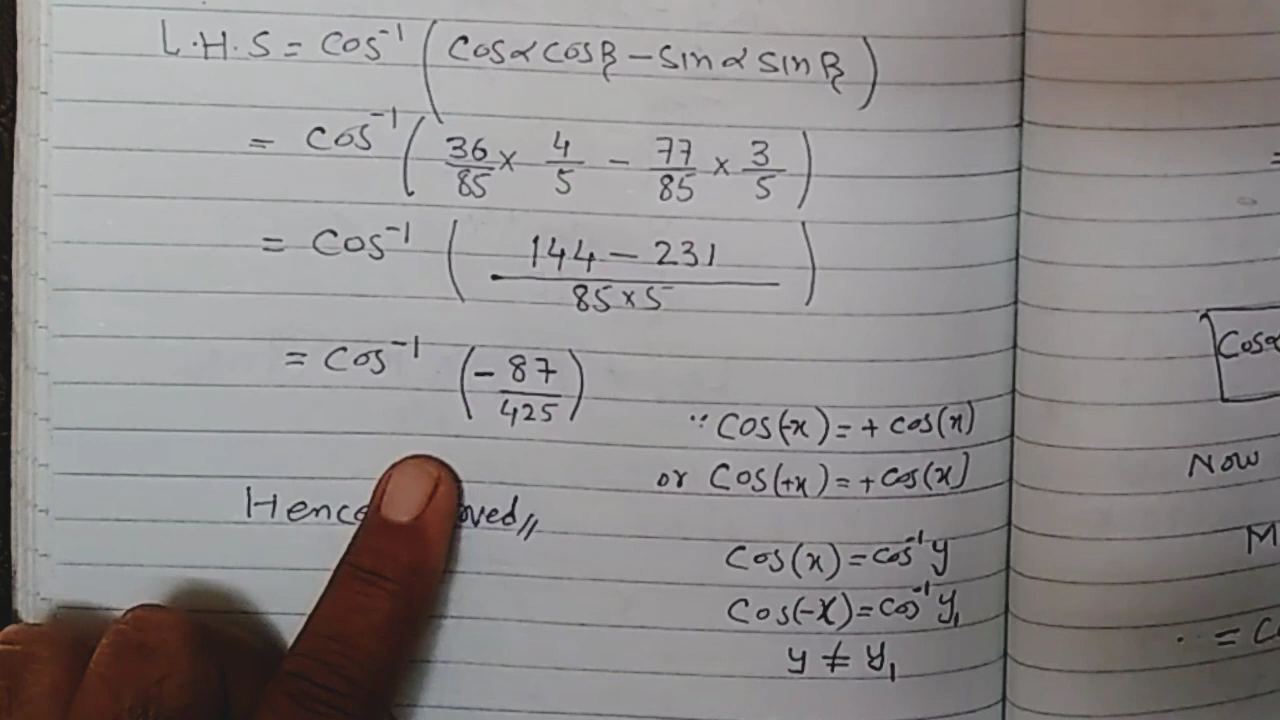 L.H.S = Cos⁻¹ (Cosα Cosβ − Sinα Sinβ)
= Cos⁻¹ (36/85 × 4/5 − 77/85 × 3/5)
= Cos⁻¹ (144 − 231 / 85 × 5)
= Cos⁻¹ (−87/425)
∵ Cos(-x) = + Cos(x)
or Cos(+x) = + Cos(x)
Hence oved//
Cos(x) = Cos⁻¹ y
Cos(-x) = Cos⁻¹ y₁
y ≠ y₁
=
Cosα
Now
M
. = C